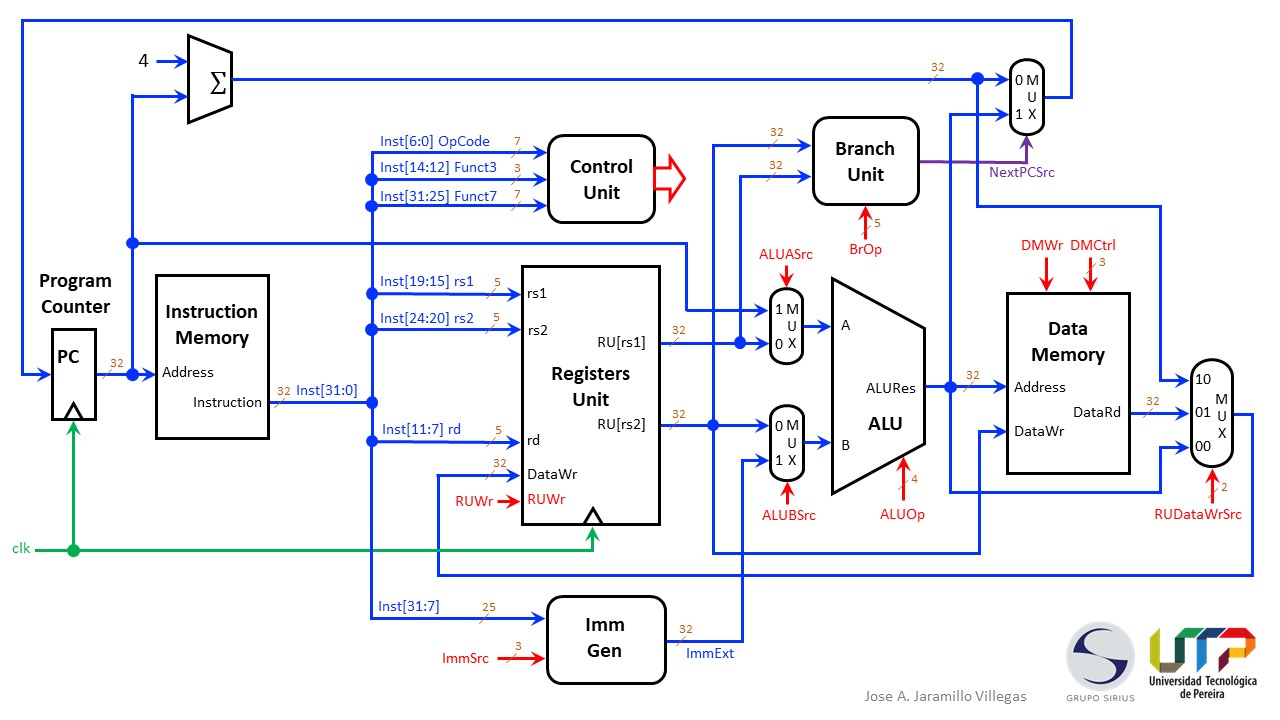 4
Σ
32
0 M
U
1 X
NextPCSrc
Inst[6:0] OpCode
7
Inst[14:12] Funct3
3
Inst[31:25] Funct7
7
Control
Unit
32
32
Branch
Unit
5
BrOp
Program
Counter
PC
32
Instruction
Memory
Address
Instruction
32
Inst[31:0]
Inst[19:15] rs1
5
rs1
Inst[24:20] rs2
5
rs2
RU[rs1]
32
Registers
Unit
RU[rs2]
32
Inst[11:7] rd
5
rd
32
DataWr
RUWr
RUWr
ALUASrc
1 M
U
0 X
0 M
U
1 X
ALUBSrc
A
ALURes
ALU
B
4
ALUOp
32
DMWr
DMCtrl
3
Data
Memory
Address
DataRd
32
DataWr
10
M
01
U
X
00
2
RUDataWrSrc
clk
Inst[31:7]
25
ImmSrc
3
Imm
Gen
32
ImmExt
Jose A. Jaramillo Villegas
GRUPO SIRIUS
UTP
Universidad Tecnológica
de Pereira